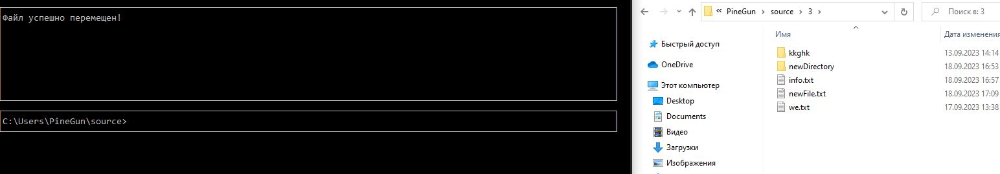 Файл успешно перемещен!
C:\Users\PineGun\source>
« PineGun › source › 3 ›
Поиск в: 3
Быстрый доступ
OneDrive
Этот компьютер
Desktop
Documents
Видео
Загрузки
Изображения
Имя Дата изменения
kkghk 13.09.2023 14:14
newDirectory 18.09.2023 16:53
info.txt 18.09.2023 16:57
newFile.txt 18.09.2023 17:09
we.txt 17.09.2023 13:38